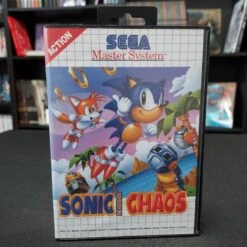 ACTION
SEGA
Master System
SONIC CHAOS